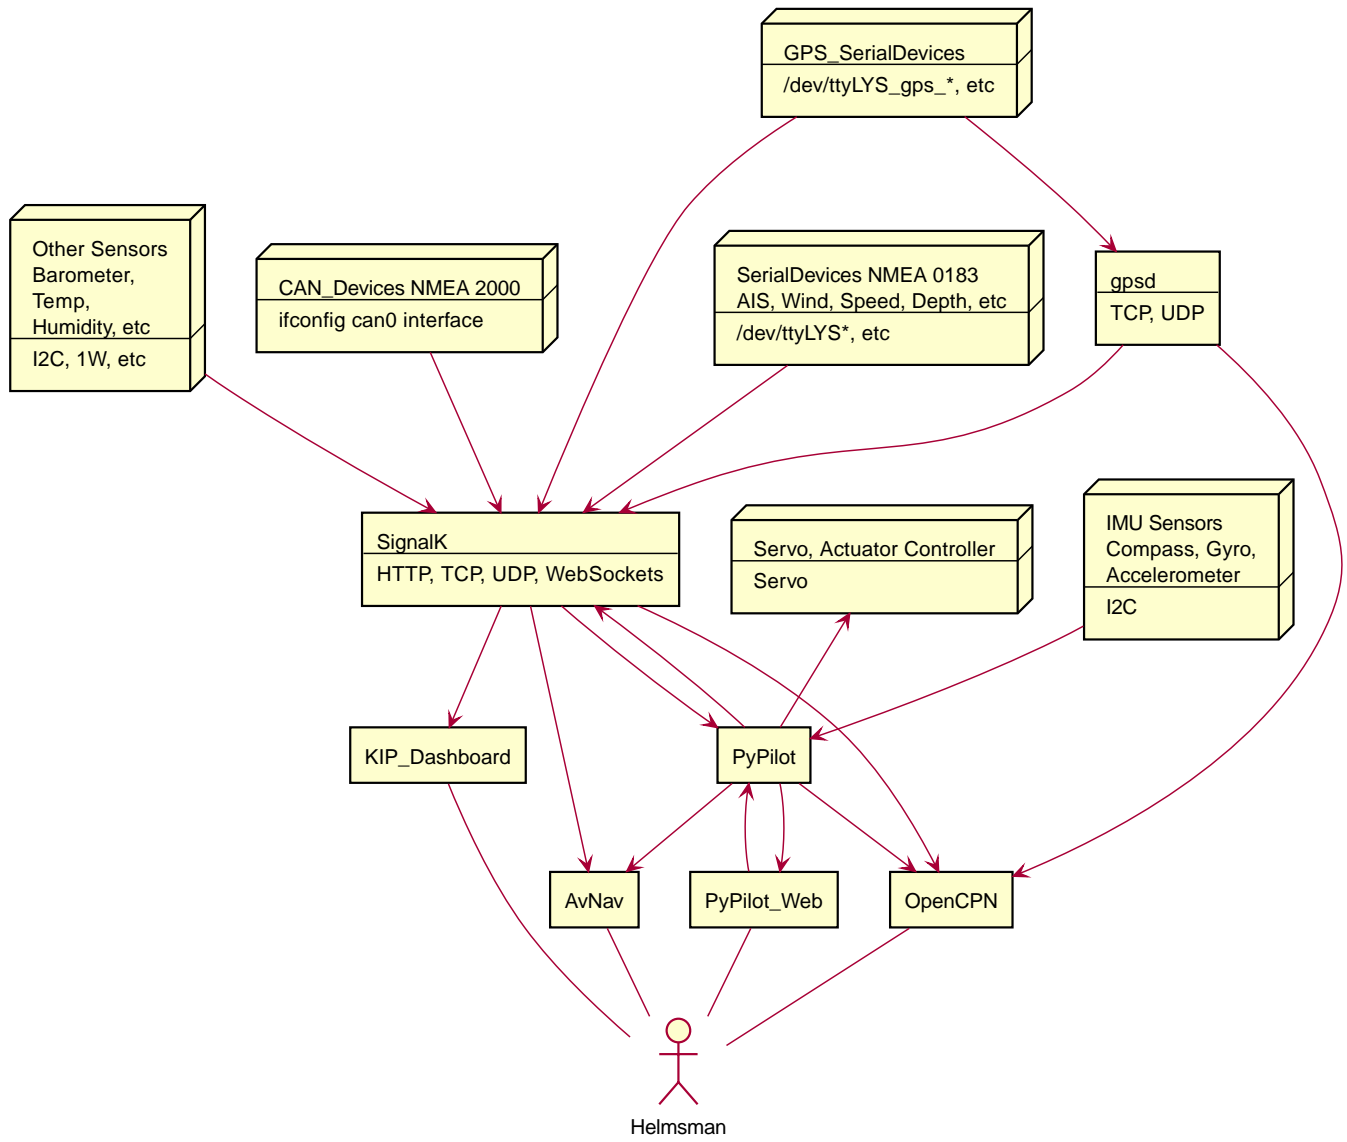 GPS_SerialDevices
/dev/ttyLYS_gps_*, etc
Other Sensors
Barometer,
Temp,
Humidity, etc
I2C, 1W, etc
CAN_Devices NMEA 2000
ifconfig can0 interface
SerialDevices NMEA 0183
AIS, Wind, Speed, Depth, etc
/dev/ttyLYS*, etc
gpsd
TCP, UDP
SignalK
HTTP, TCP, UDP, WebSockets
Servo, Actuator Controller
Servo
IMU Sensors
Compass, Gyro,
Accelerometer
I2C
KIP_Dashboard
PyPilot
AvNav
PyPilot_Web
OpenCPN
Helmsman